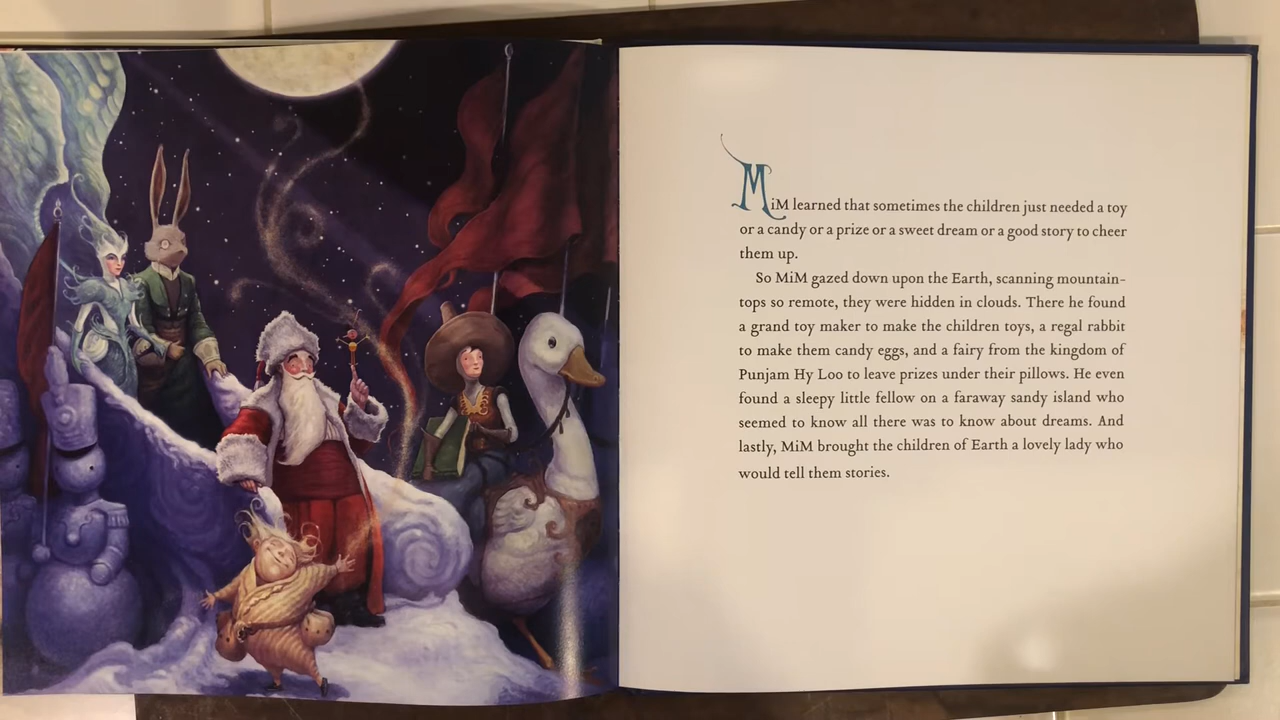 MiM learned that sometimes the children just needed a toy
or a candy or a prize or a sweet dream or a good story to cheer
them up.
So MiM gazed down upon the Earth, scanning mountain-
tops so remote, they were hidden in clouds. There he found
a grand toy maker to make the children toys, a regal rabbit
to make them candy eggs, and a fairy from the kingdom of
Punjam Hy Loo to leave prizes under their pillows. He even
found a sleepy little fellow on a faraway sandy island who
seemed to know all there was to know about dreams. And
lastly, MiM brought the children of Earth a lovely lady who
would tell them stories.